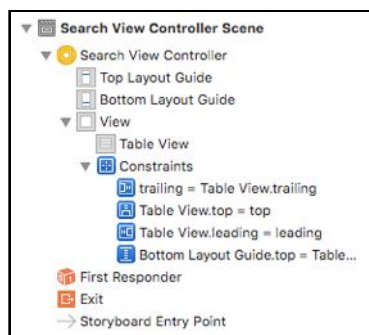 Search View Controller Scene
Search View Controller
Top Layout Guide
Bottom Layout Guide
View
Table View
Constraints
trailing = Table View.trailing
Table View.top = top
Table View.leading = leading
Bottom Layout Guide.top = Table...
First Responder
Exit
Storyboard Entry Point